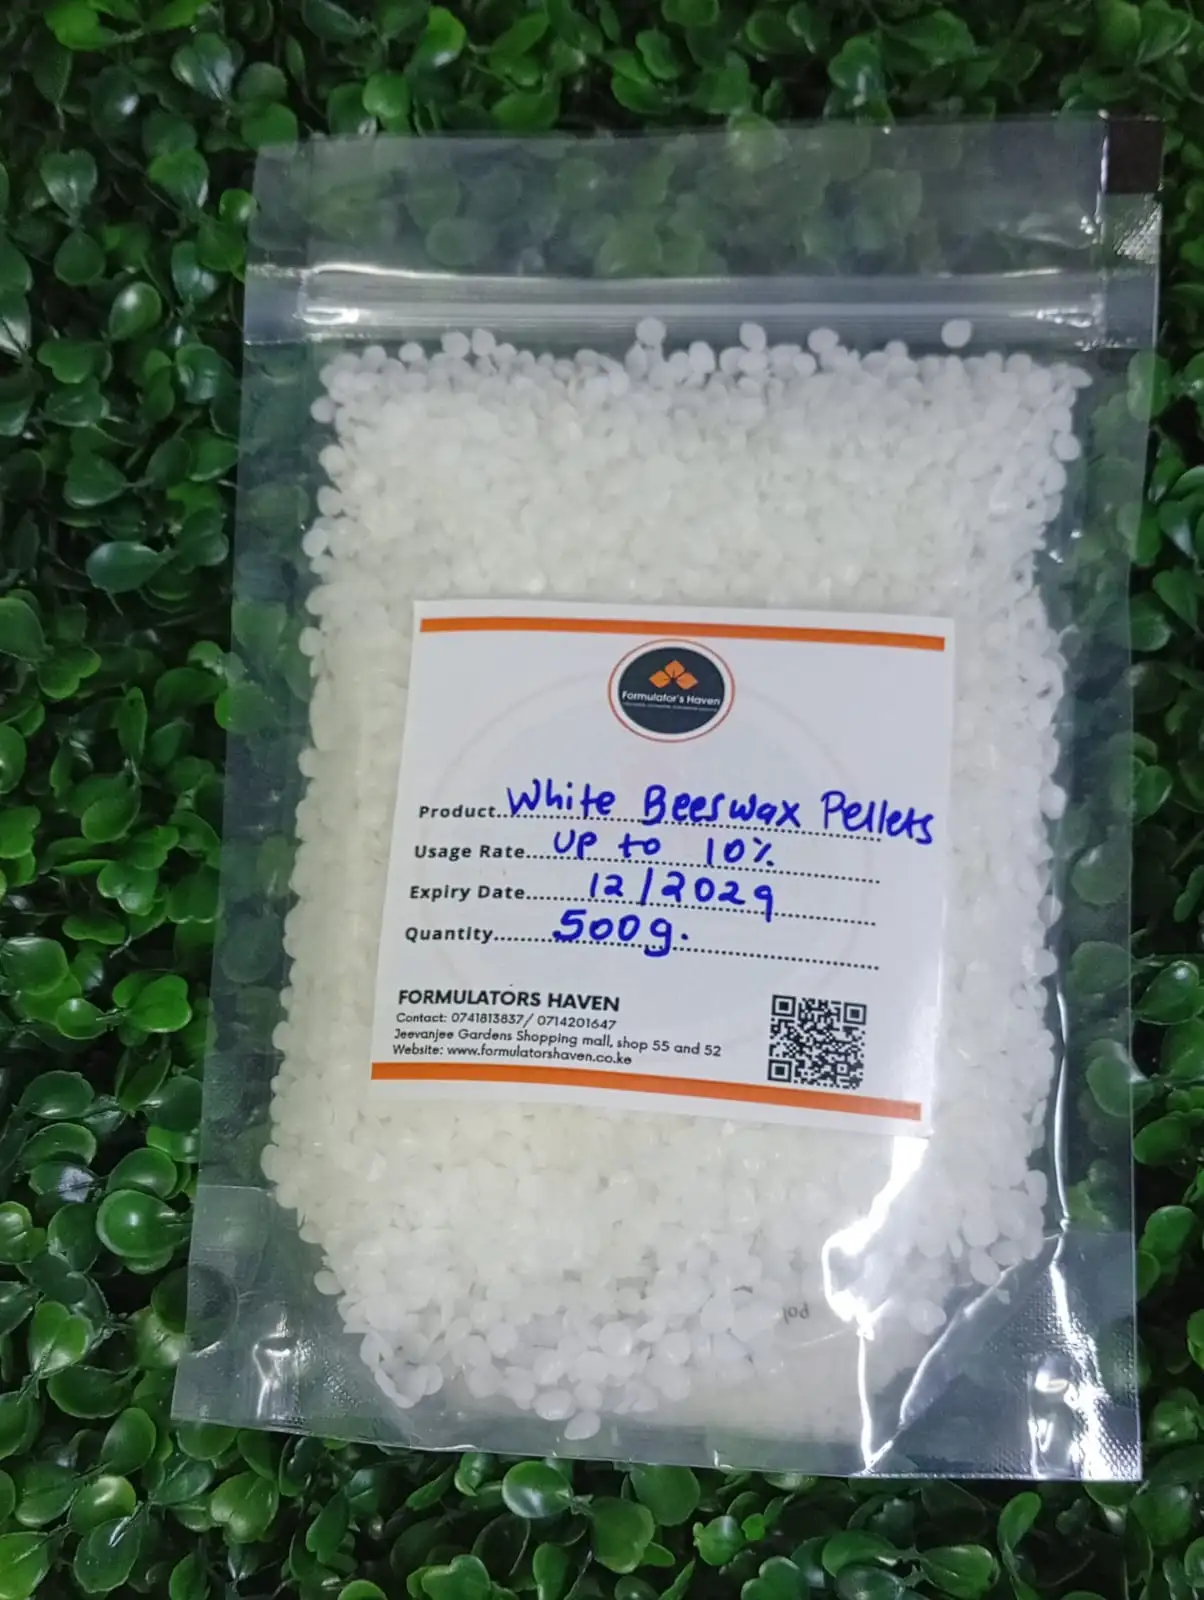 Formulator's Haven
Product..White Beeswax Pellets
Usage Rate....up to 10%
Expiry Date.......12/2029
Quantity.........500g.
FORMULATORS HAVEN
Contact: 0741813837/ 0714201647
Jeevanjee Gardens Shopping mall, shop 55 and 52
Website: www.formulatorshaven.co.ke